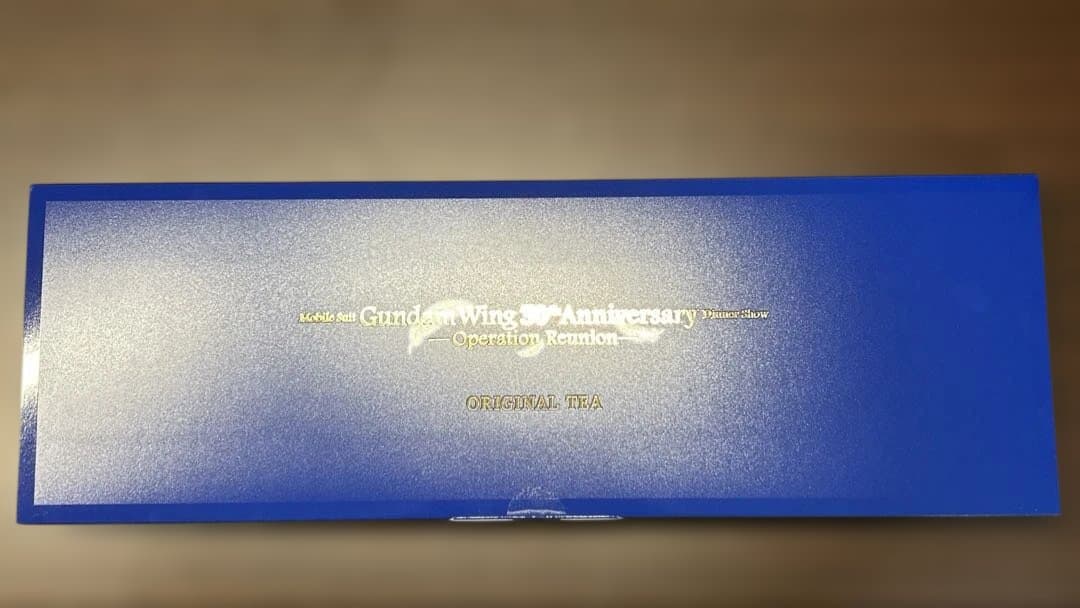 Mobile Suit Gundam Wing 30th Anniversary Dinner Show
— Operation Reunion —
ORIGINAL TEA